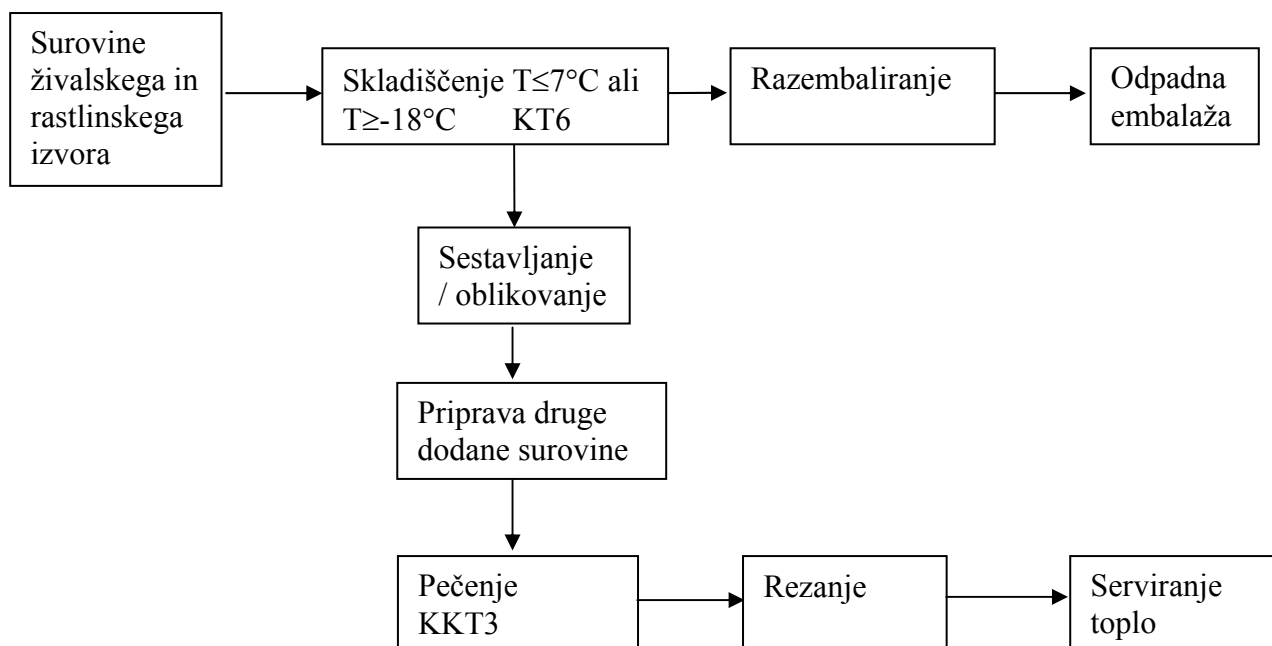 Surovine
živalskega in
rastlinskega
izvora
Skladiščenje T≤7°C ali
T≥-18°C KT6
Razembaliranje
Odpadna
embalaža
Sestavljanje
/ oblikovanje
Priprava druge
dodane surovine
Pečenje
KKT3
Rezanje
Serviranje
toplo